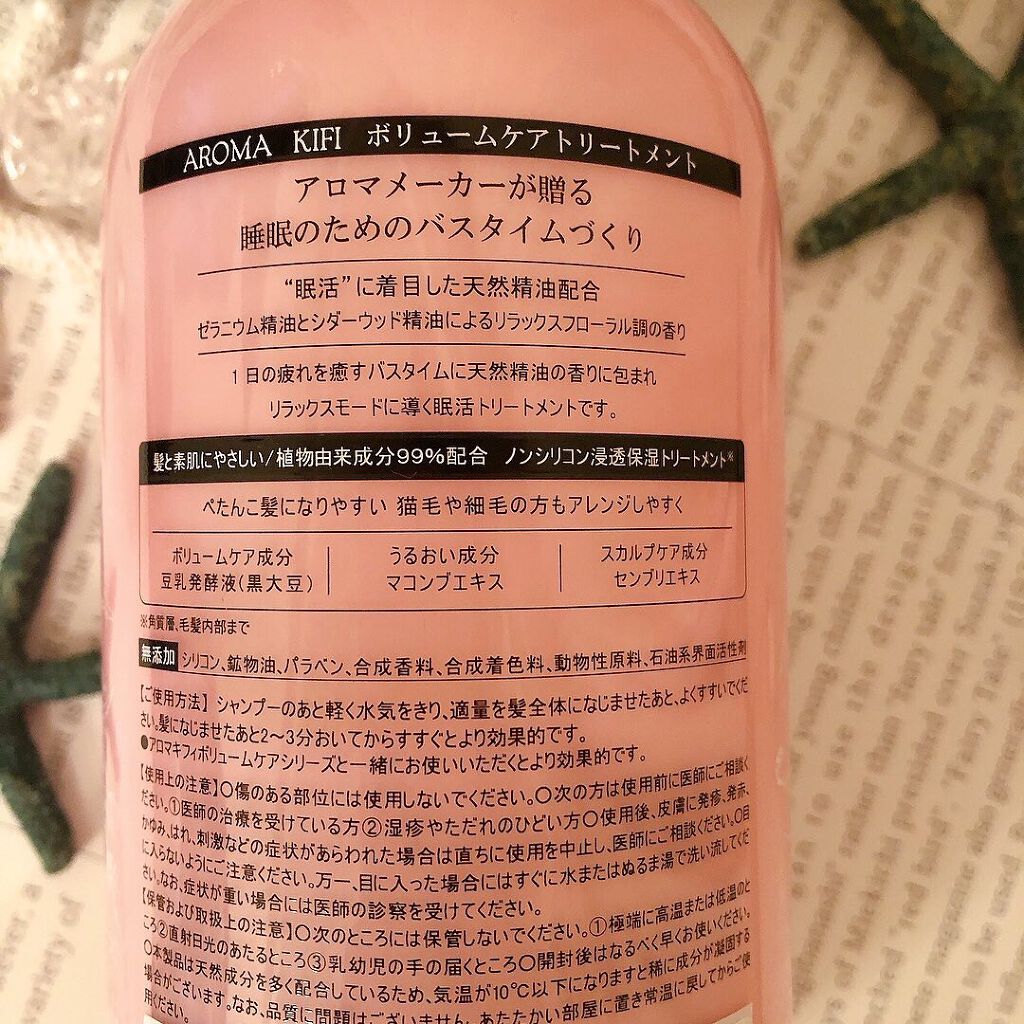 AROMA KIFI ボリュームケアトリートメント
アロマメーカーが贈る
睡眠のためのバスタイムづくり
“眠活”に着目した天然精油配合
ゼラニウム精油とシダーウッド精油によるリラックスフローラル調の香り
1日の疲れを癒すバスタイムに天然精油の香りに包まれ
リラックスモードに導く眠活トリートメントです。
髪と素肌にやさしい/植物由来成分99%配合 ノンシリコン浸透保湿トリートメント※
ぺたんこ髪になりやすい 猫毛や細毛の方もアレンジしやすく
ボリュームケア成分 うるおい成分 スカルプケア成分
豆乳発酵液(黒大豆) マコンブエキス センブリエキス
※角質層、毛髪内部まで
無添加 シリコン、鉱物油、パラベン、合成香料、合成着色料、動物性原料、石油系界面活性剤
【ご使用方法】シャンプーのあと軽く水気をきり、適量を髪全体になじませたあと、よくすすいでくだ
さい。髪になじませたあと2〜3分おいてからすすぐとより効果的です。
●アロマキフィボリュームケアシリーズと一緒にお使いいただくとより効果的です。
【使用上の注意】○傷のある部位には使用しないでください。○次の方は使用前に医師にご相談く
ださい。①医師の治療を受けている方②湿疹やただれのひどい方○使用後、皮膚に発疹、発赤、
かゆみ、はれ、刺激などの症状があらわれた場合は直ちに使用を中止し、医師にご相談ください。○目
に入らないようにご注意ください。万一、目に入った場合にはすぐに水またはぬるま湯で洗い流してくだ
さい。なお、症状が重い場合には医師の診察を受けてください。
【保管および取扱上の注意】○次のところには保管しないでください。①極端に高温または低温のと
ころ②直射日光のあたるところ③乳幼児の手の届くところ○開封後はなるべく早くお使いください。
○本製品は天然成分を多く配合しているため、気温が10℃以下になりますと稀に成分が凝固する
場合がございます。なお、品質に問題はございません。あたたかい部屋に置き常温に戻してからご使
用ください。